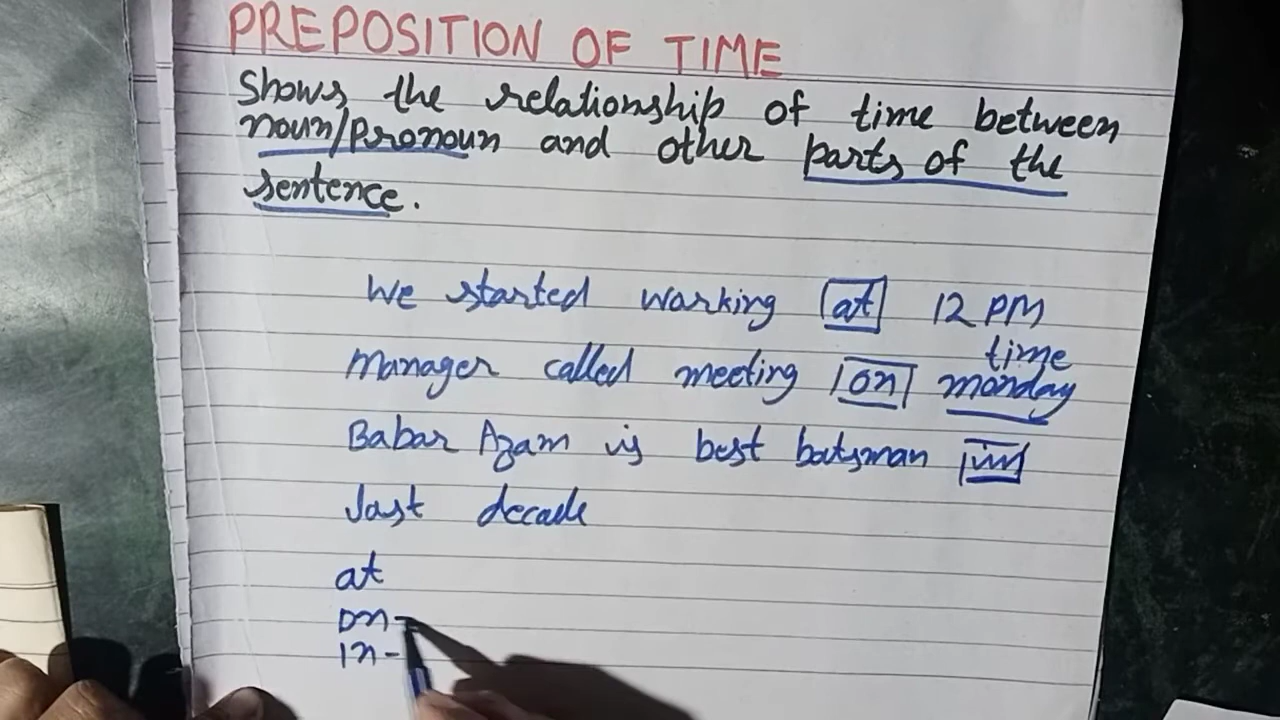 PREPOSITION OF TIME
Shows the relationship of time between
noun/pronoun and other parts of the
sentence.
We started working at 12 PM
time
Manager called meeting on monday
Babar Azam is best batsman in
last decade
at
on-
In-